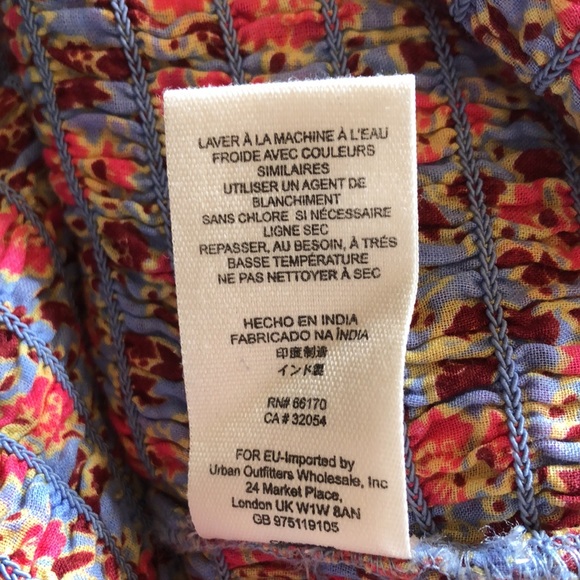 LAVER À LA MACHINE À L'EAU
FROIDE AVEC COULEURS
SIMILAIRES
UTILISER UN AGENT DE
BLANCHIMENT
SANS CHLORE SI NÉCESSAIRE
LIGNE SEC
REPASSER, AU BESOIN, À TRÉS
BASSE TEMPÉRATURE
NE PAS NETTOYER À SEC
HECHO EN INDIA
FABRICADO NA ÍNDIA
印度制造
インド製
RN# 66170
CA # 32054
FOR EU-Imported by
Urban Outfitters Wholesale, Inc
24 Market Place,
London UK W1W 8AN
GB 975119105